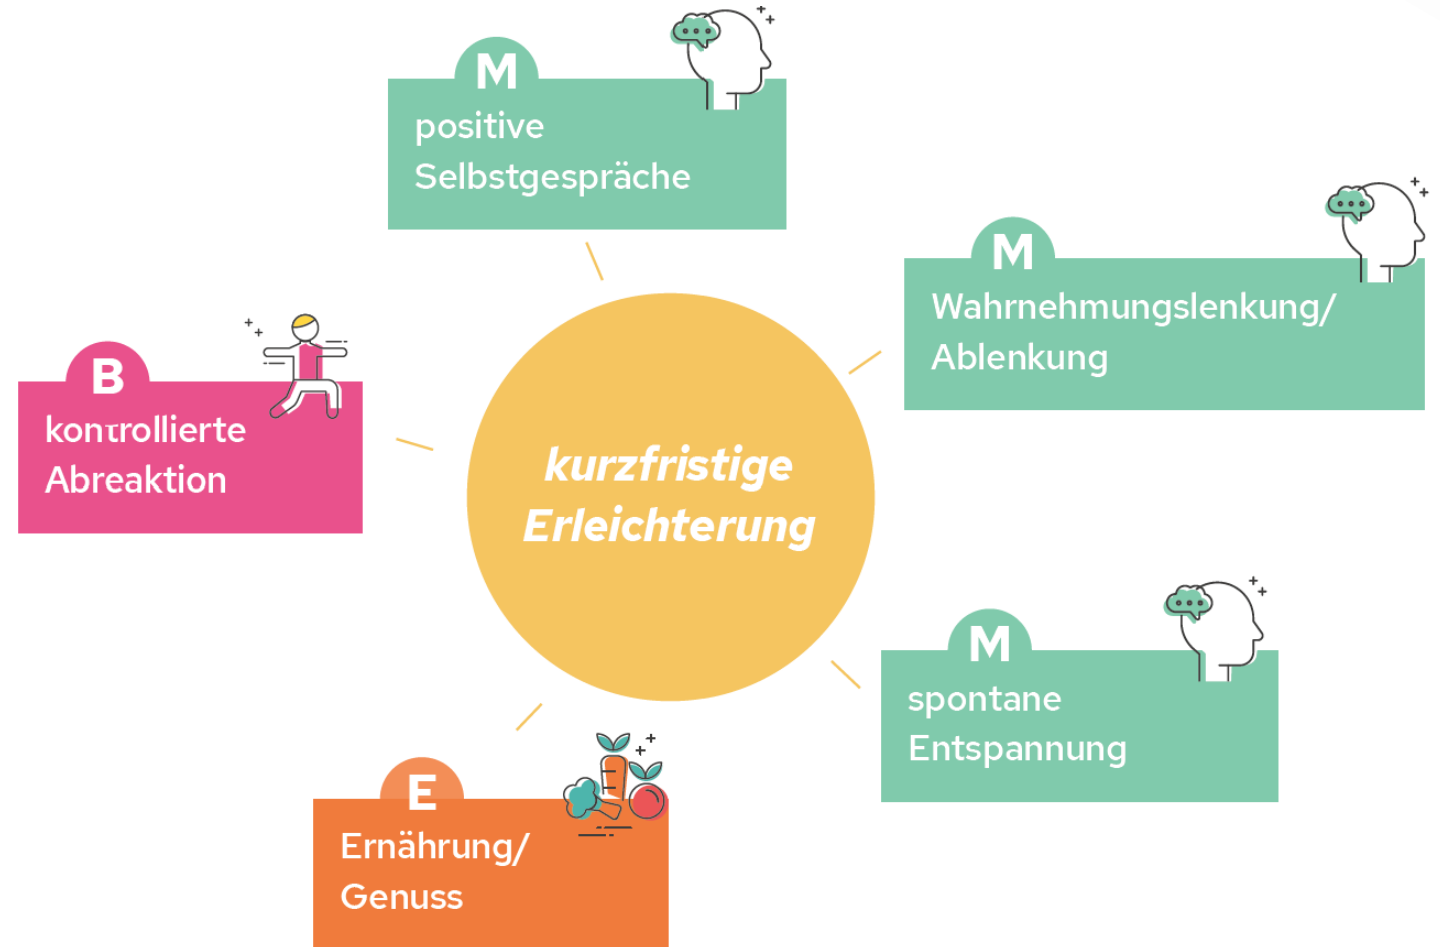 M
positive
Selbstgespräche
M
Wahrnehmungslenkung/
Ablenkung
B
kontrollierte
Abreaktion
kurzfristige
Erleichterung
M
spontane
Entspannung
E
Ernährung/
Genuss